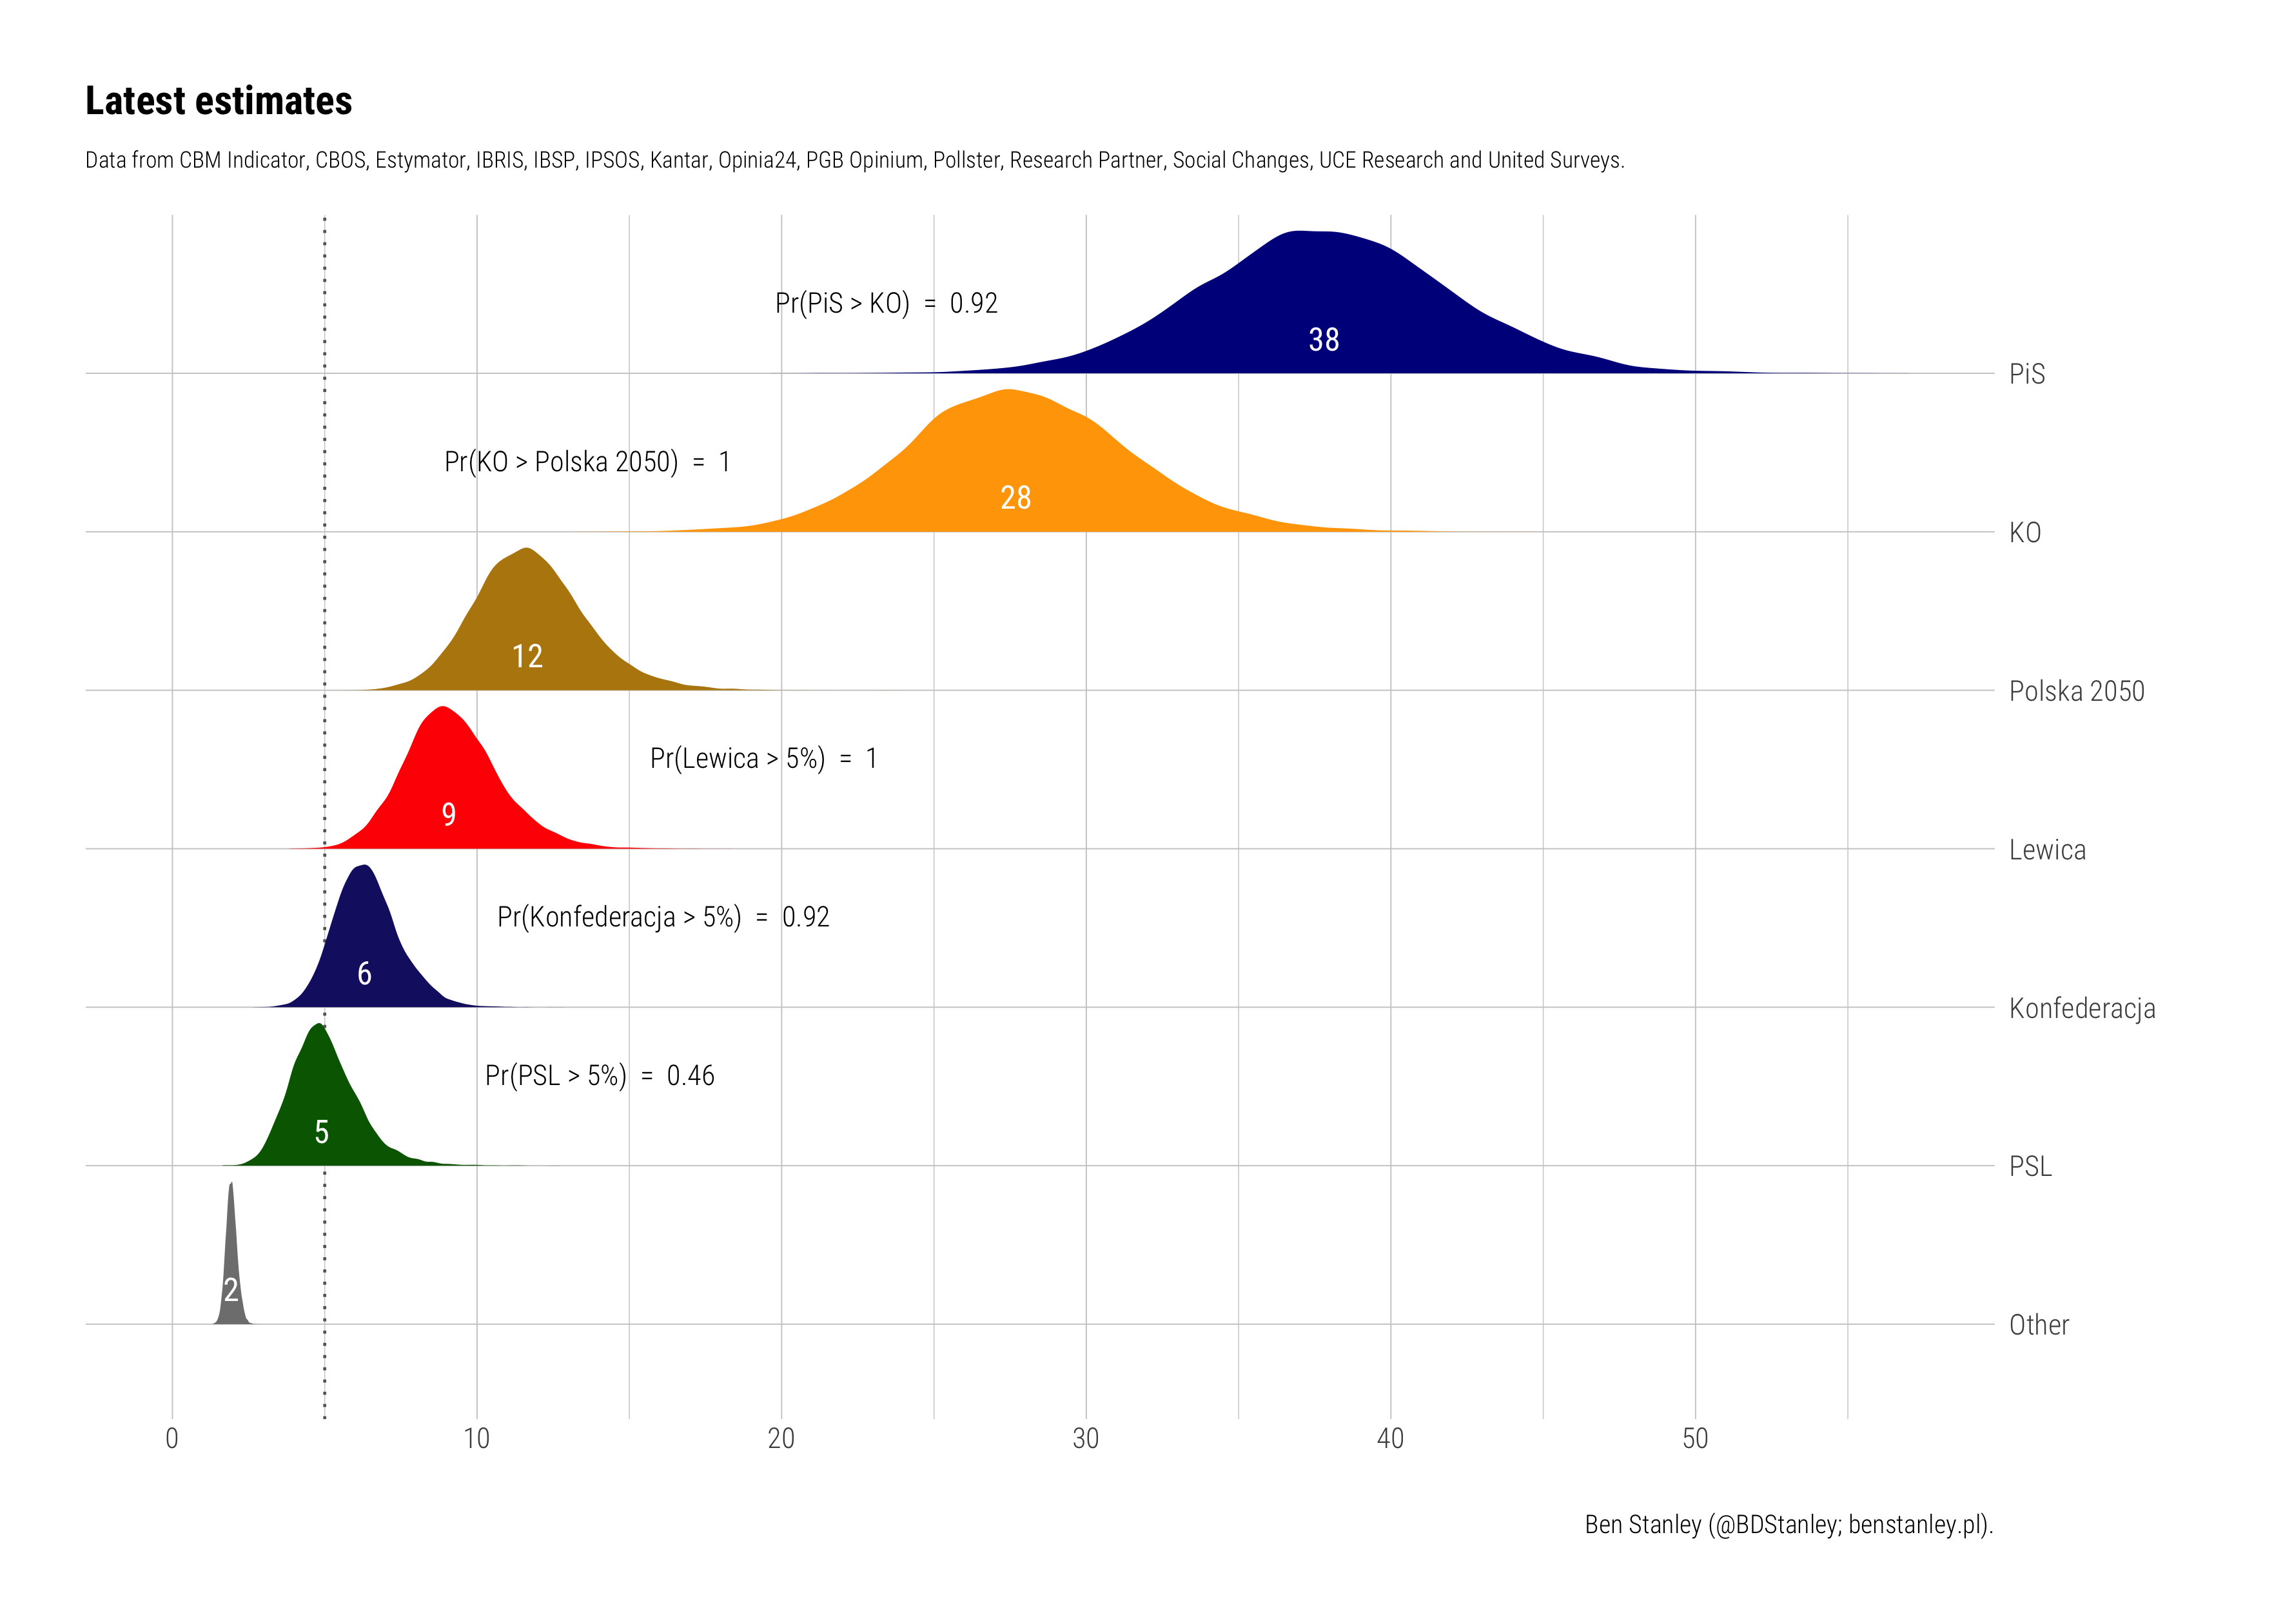 Latest estimates
Data from CBM Indicator, CBOS, Estymator, IBRIS, IBSP, IPSOS, Kantar, Opinia24, PGB Opinium, Pollster, Research Partner, Social Changes, UCE Research and United Surveys.
Pr(PiS > KO) = 0.92
38
PiS
Pr(KO > Polska 2050) = 1
28
KO
12
Polska 2050
Pr(Lewica > 5%) = 1
9
Lewica
Pr(Konfederacja > 5%) = 0.92
6
Konfederacja
Pr(PSL > 5%) = 0.46
5
PSL
2
Other
0 10 20 30 40 50
Ben Stanley (@BDStanley; benstanley.pl).